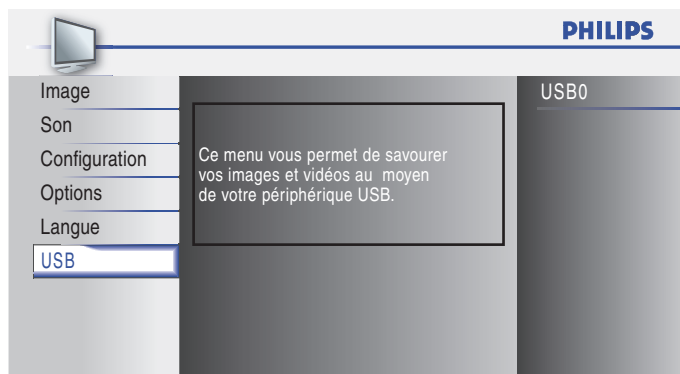 PHILIPS
Image
Son
Configuration
Options
Langue
USB
Ce menu vous permet de savourer
vos images et vidéos au moyen
de votre périphérique USB.
USB0